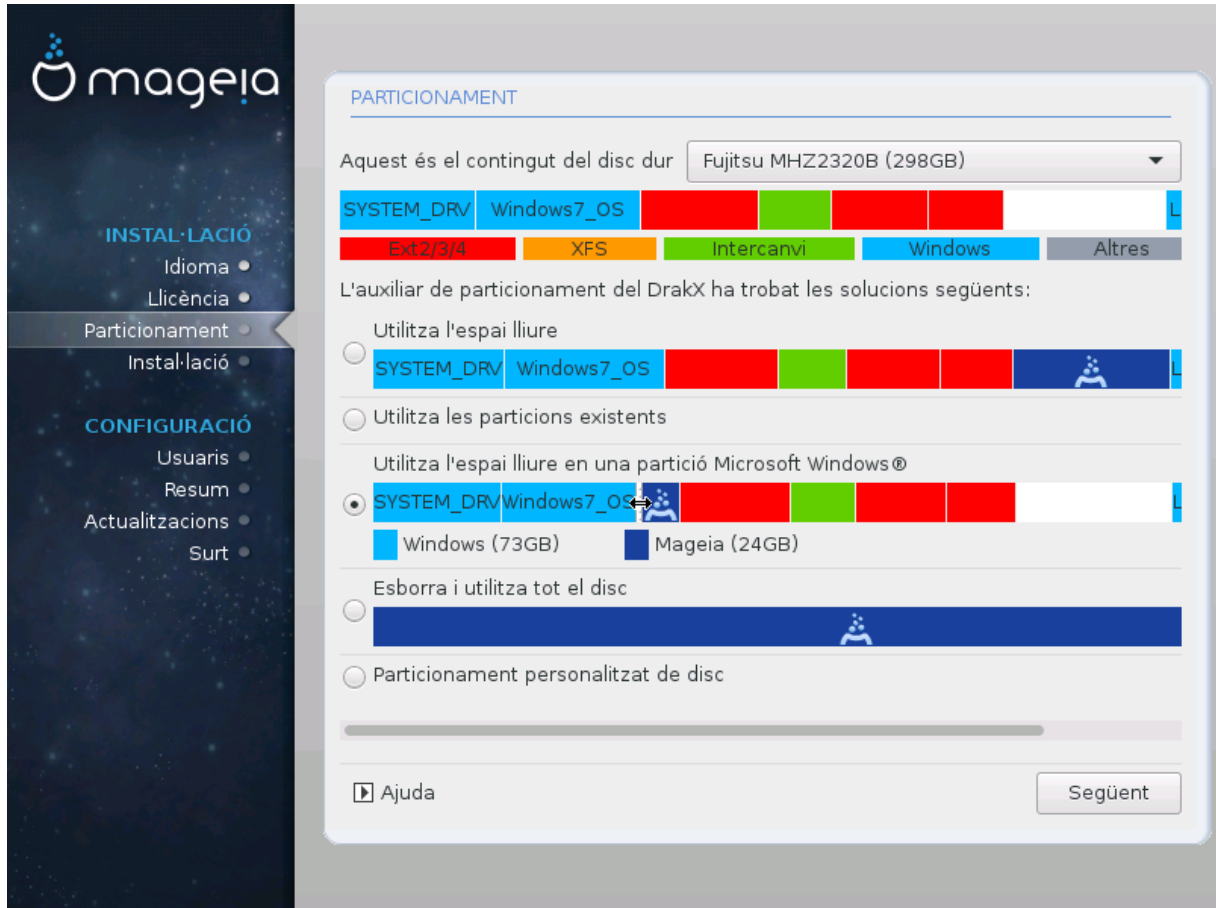 mageia
INSTAL·LACIÓ
Idioma
Llicència
Particionament
Instal·lació
CONFIGURACIÓ
Usuaris
Resum
Actualitzacions
Surt
PARTICIONAMENT
Aquest és el contingut del disc dur Fujitsu MHZ2320B (298GB)
SYSTEM_DRV Windows7_OS L
Ext2/3/4 XFS Intercanvi Windows Altres
L'auxiliar de particionament del DrakX ha trobat les solucions següents:
Utilitza l'espai lliure
SYSTEM_DRV Windows7_OS L
Utilitza les particions existents
Utilitza l'espai lliure en una partició Microsoft Windows®
SYSTEM_DRV Windows7_OS L
Windows (73GB) Mageia (24GB)
Esborra i utilitza tot el disc
Particionament personalitzat de disc
Ajuda Següent